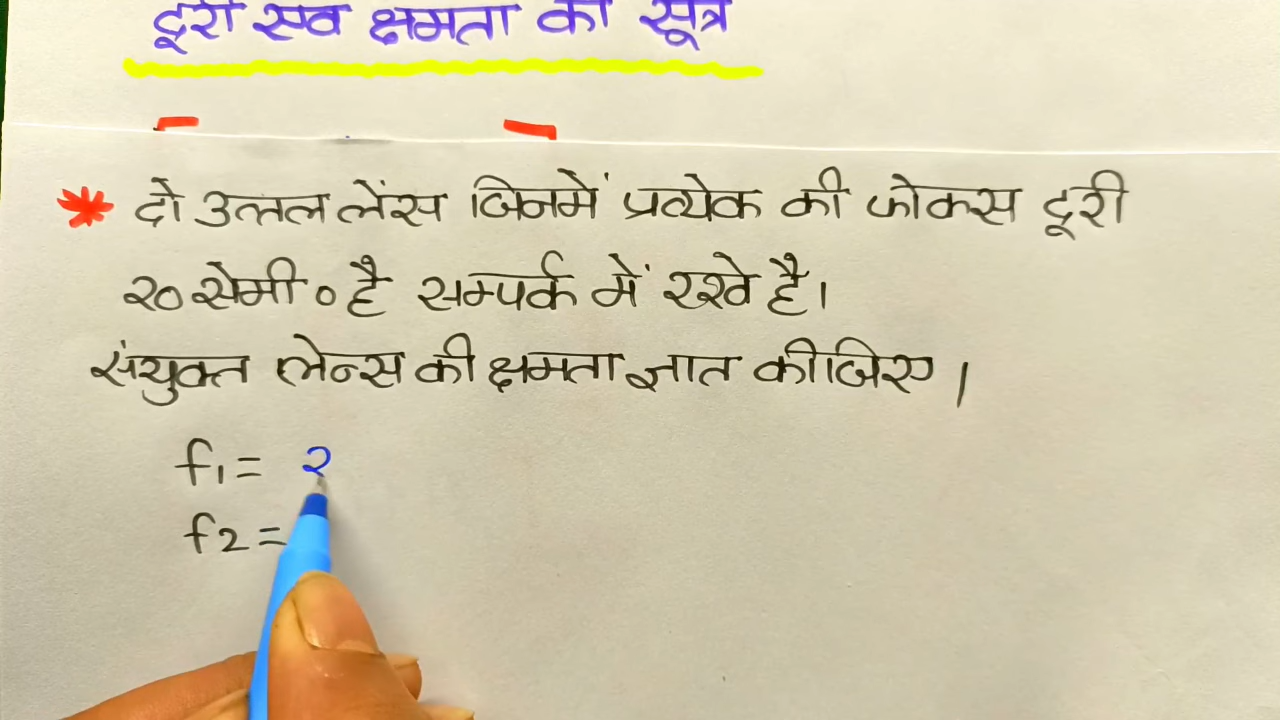 दूरी एवं क्षमता का सूत्र
दो उत्तल लेंस जिनमें प्रत्येक की फोकस दूरी
२० सेमी० है सम्पर्क में रखे है।
संयुक्त लेन्स की क्षमता ज्ञात कीजिए।
f1 = 2
f2 =